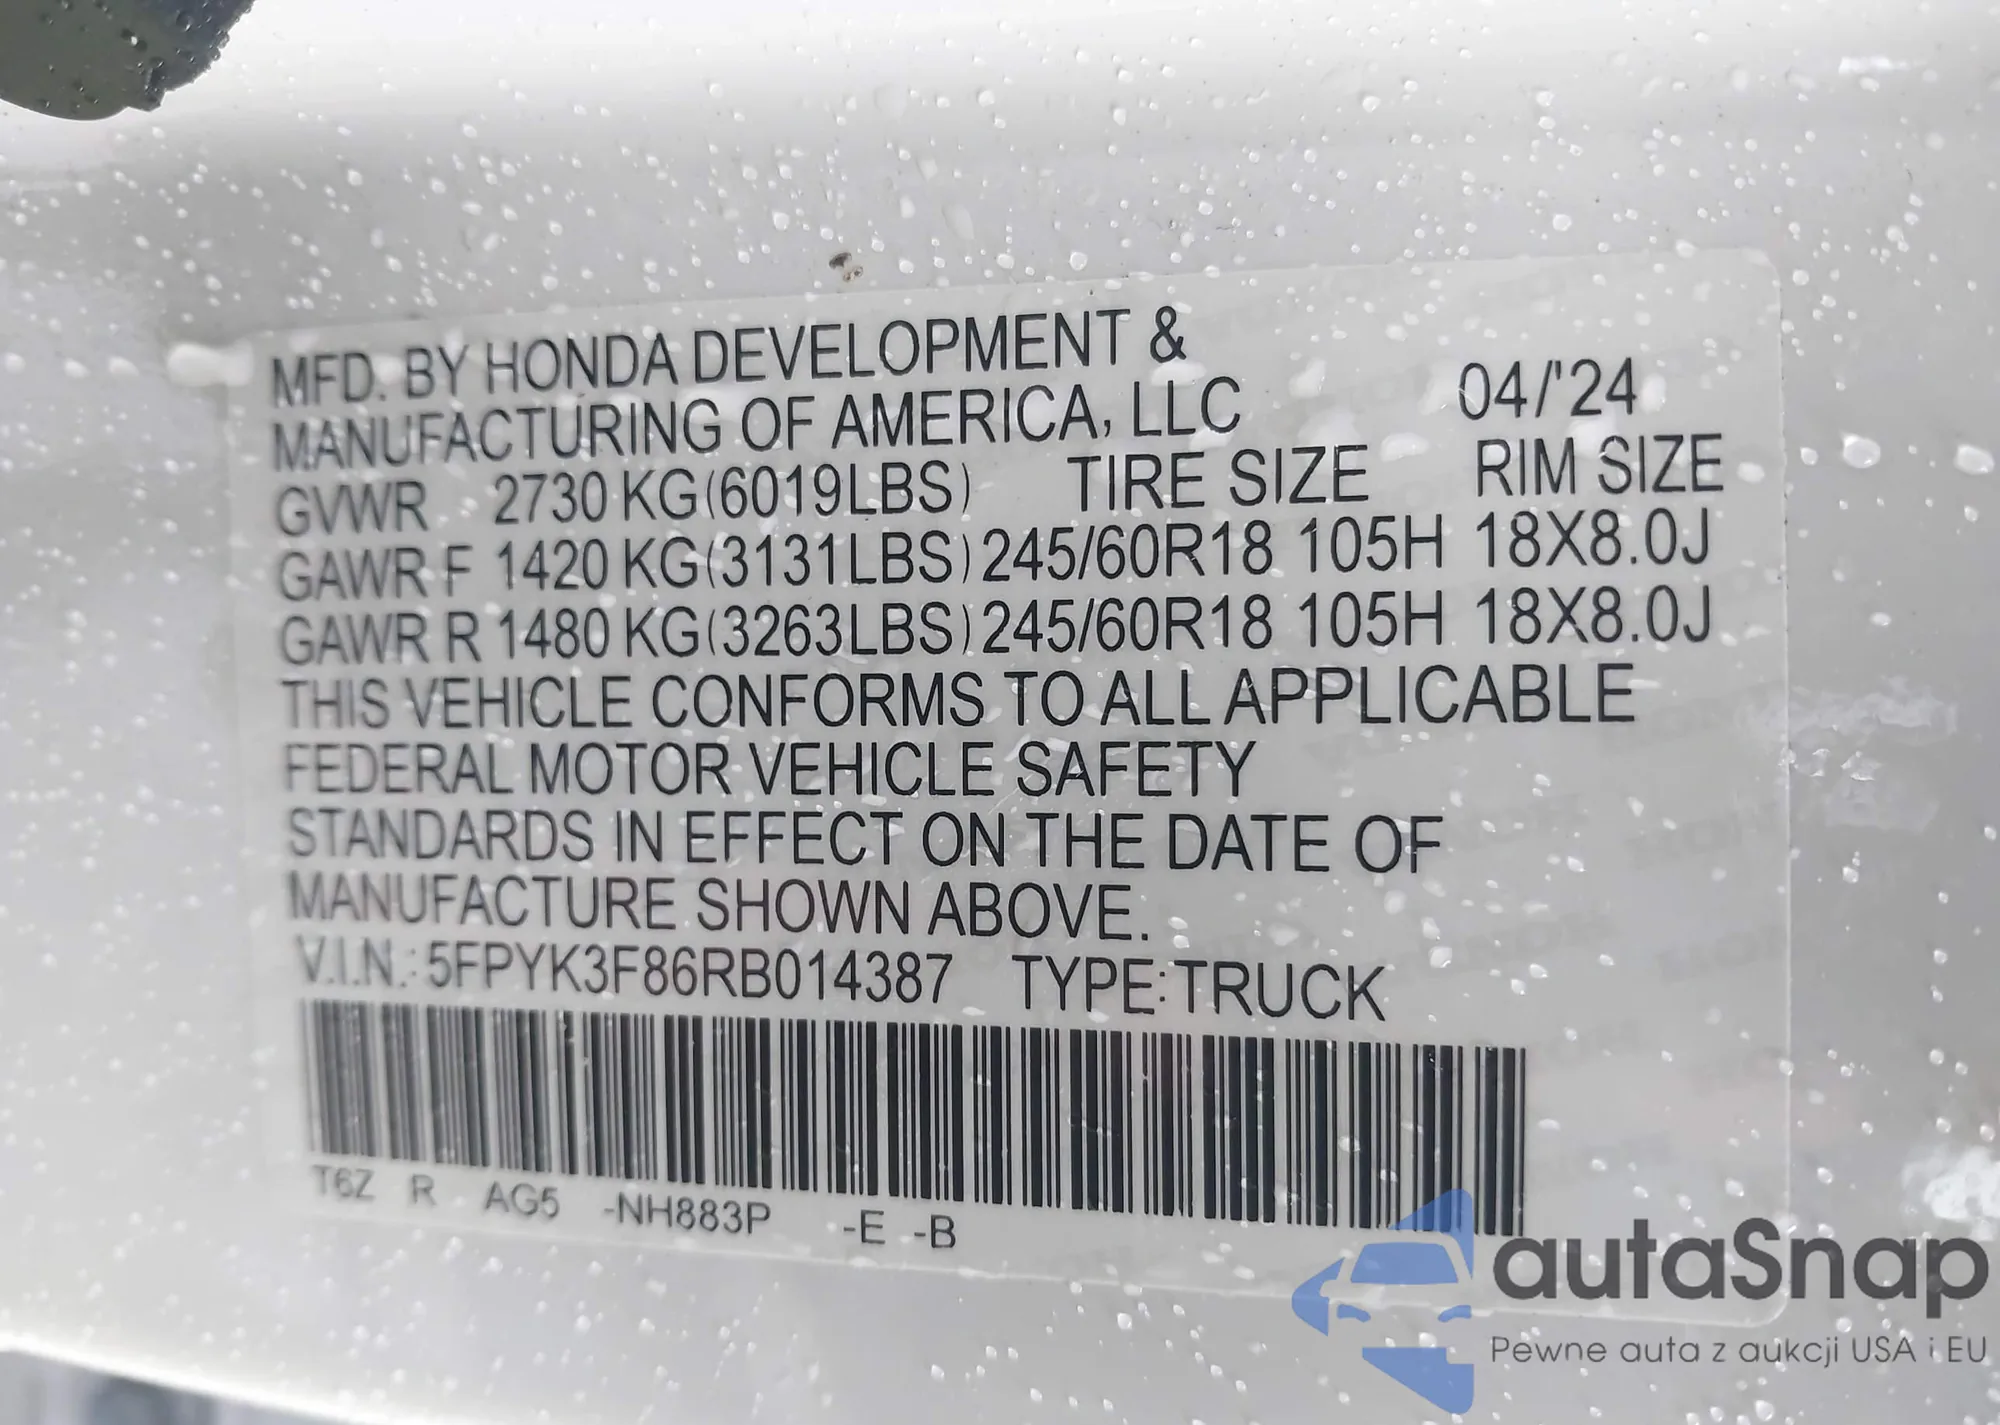 MFD. BY HONDA DEVELOPMENT &
MANUFACTURING OF AMERICA, LLC 04/'24
GVWR 2730 KG(6019LBS) TIRE SIZE RIM SIZE
GAWR F 1420 KG(3131LBS) 245/60R18 105H 18X8.0J
GAWR R 1480 KG(3263LBS) 245/60R18 105H 18X8.0J
THIS VEHICLE CONFORMS TO ALL APPLICABLE
FEDERAL MOTOR VEHICLE SAFETY
STANDARDS IN EFFECT ON THE DATE OF
MANUFACTURE SHOWN ABOVE.
V.I.N.: 5FPYK3F86RB014387 TYPE:TRUCK
T6Z R AG5 -NH883P -E -B
autaSnap
Pewne auta z aukcji USA i EU